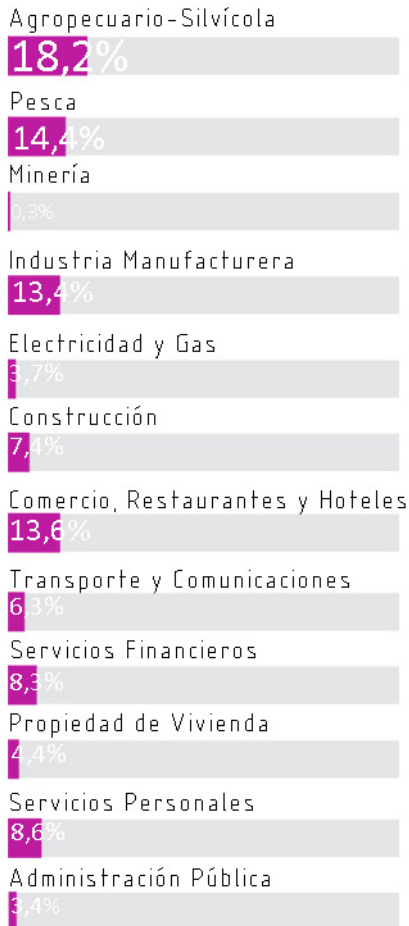 Agropecuario-Silvícola
18,2%
Pesca
14,4%
Minería
0,3%
Industria Manufacturera
13,4%
Electricidad y Gas
3,7%
Construcción
7,4%
Comercio, Restaurantes y Hoteles
13,6%
Transporte y Comunicaciones
6,3%
Servicios Financieros
8,3%
Propiedad de Vivienda
4,4%
Servicios Personales
8,6%
Administración Pública
3,4%